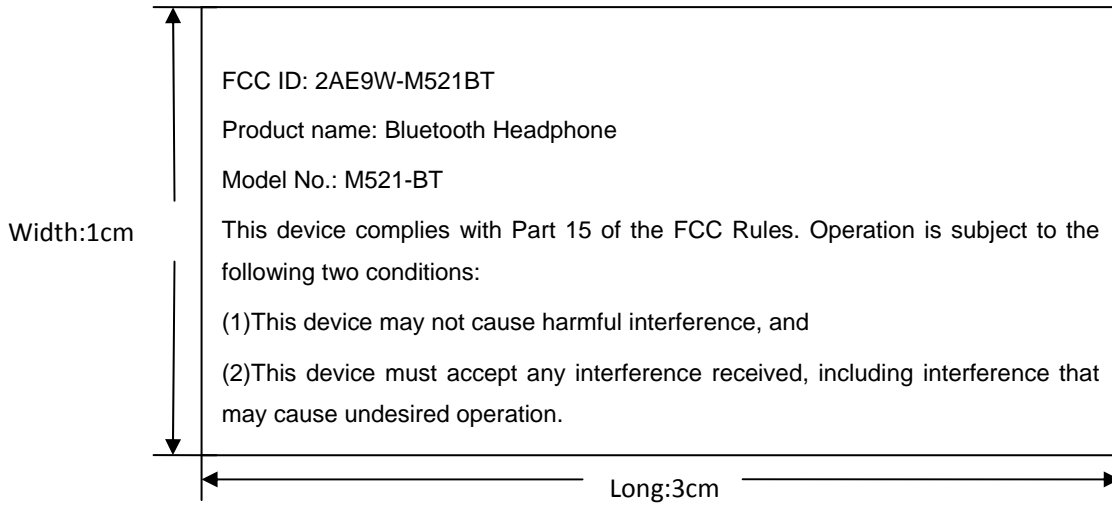 FCC ID: 2AE9W-M521BT
Product name: Bluetooth Headphone
Model No.: M521-BT
Width:1cm
This device complies with Part 15 of the FCC Rules. Operation is subject to the
following two conditions:
(1)This device may not cause harmful interference, and
(2)This device must accept any interference received, including interference that
may cause undesired operation.
Long:3cm